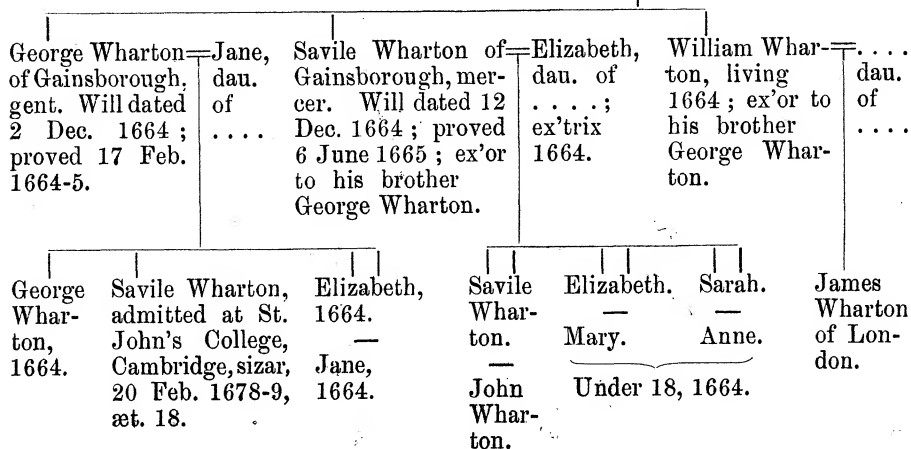 George Wharton=Jane,
of Gainsborough, dau.
gent. Will dated of
2 Dec. 1664 ; . . . .
proved 17 Feb.
1664-5.
Savile Wharton of=Elizabeth,
Gainsborough, mer- dau. of
cer. Will dated 12 . . . . ;
Dec. 1664 ; proved ex'trix
6 June 1665 ; ex'or 1664.
to his brother
George Wharton.
William Whar-=. . . .
ton, living dau.
1664 ; ex'or to of
his brother . . . .
George Whar-
ton.
George
Whar-
ton,
1664.
Savile Wharton,
admitted at St.
John's College,
Cambridge, sizar,
20 Feb. 1678-9,
æt. 18.
Elizabeth,
1664.
—
Jane,
1664.
Savile
Whar-
ton.
—
John
Whar-
ton.
Elizabeth.
—
Mary.
Sarah.
—
Anne.
Under 18, 1664.
James
Wharton
of Lon-
don.